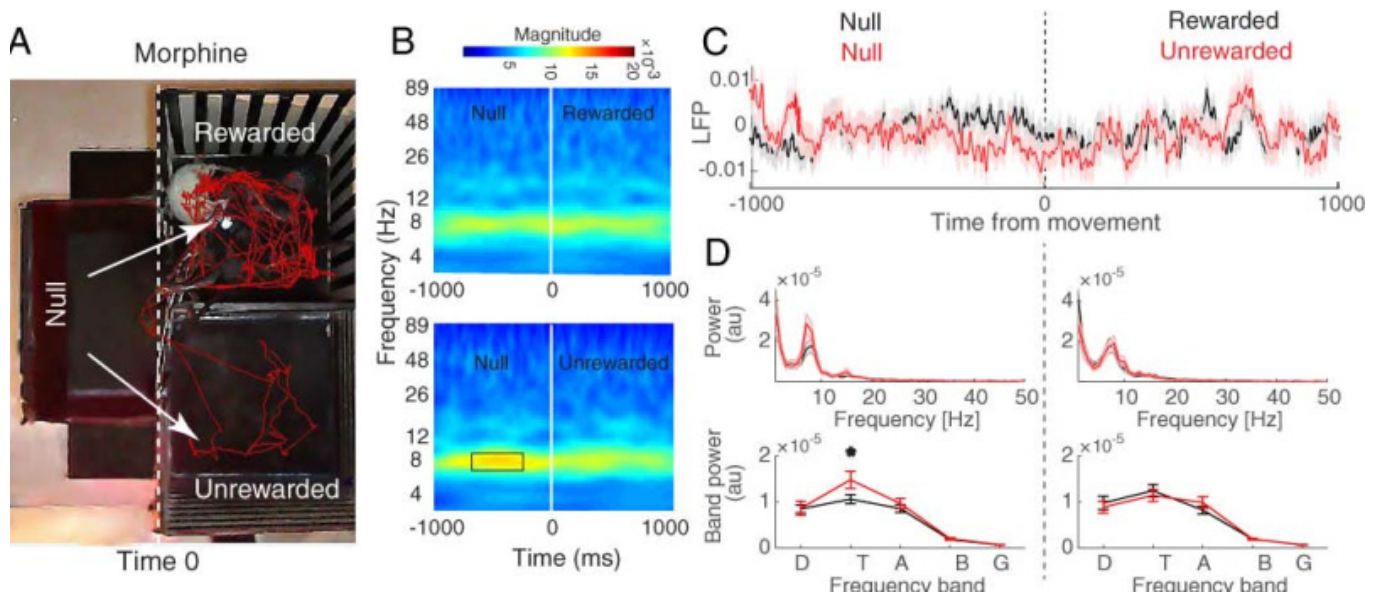 A
Morphine
Rewarded
Null
Unrewarded
Time 0
B
Magnitude
5
10
15
20
×10⁻³
89
48
26
12
8
4
Null
Rewarded
-1000
0
1000
Frequency (Hz)
89
48
26
12
8
4
Null
Unrewarded
-1000
0
1000
Time (ms)
C
Null
Rewarded
Null
Unrewarded
0.01
0
-0.01
LFP
-1000
0
1000
Time from movement
D
×10⁻⁵
4
2
Power
(au)
10 20 30 40 50
Frequency [Hz]
×10⁻⁵
4
2
10 20 30 40 50
Frequency [Hz]
×10⁻⁵
2
1
0
Band power
(au)
D T A B G
Frequency band
×10⁻⁵
2
1
0
D T A B G
Frequency band